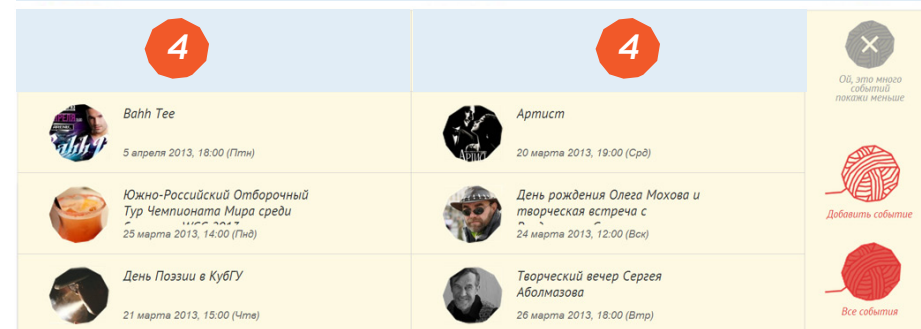 4
4
Ой, это много
событий
покажи меньше
Bahh Tee
5 апреля 2013, 18:00 (Птн)
Артист
20 марта 2013, 19:00 (Срд)
Южно-Российский Отборочный
Тур Чемпионата Мира среди
25 марта 2013, 14:00 (Пнд)
День рождения Олега Мохова и
творческая встреча с
24 марта 2013, 12:00 (Вск)
Добавить событие
День Поэзии в КубГУ
21 марта 2013, 15:00 (Чтв)
Творческий вечер Сергея
Аболмазова
26 марта 2013, 18:00 (Втр)
Все события